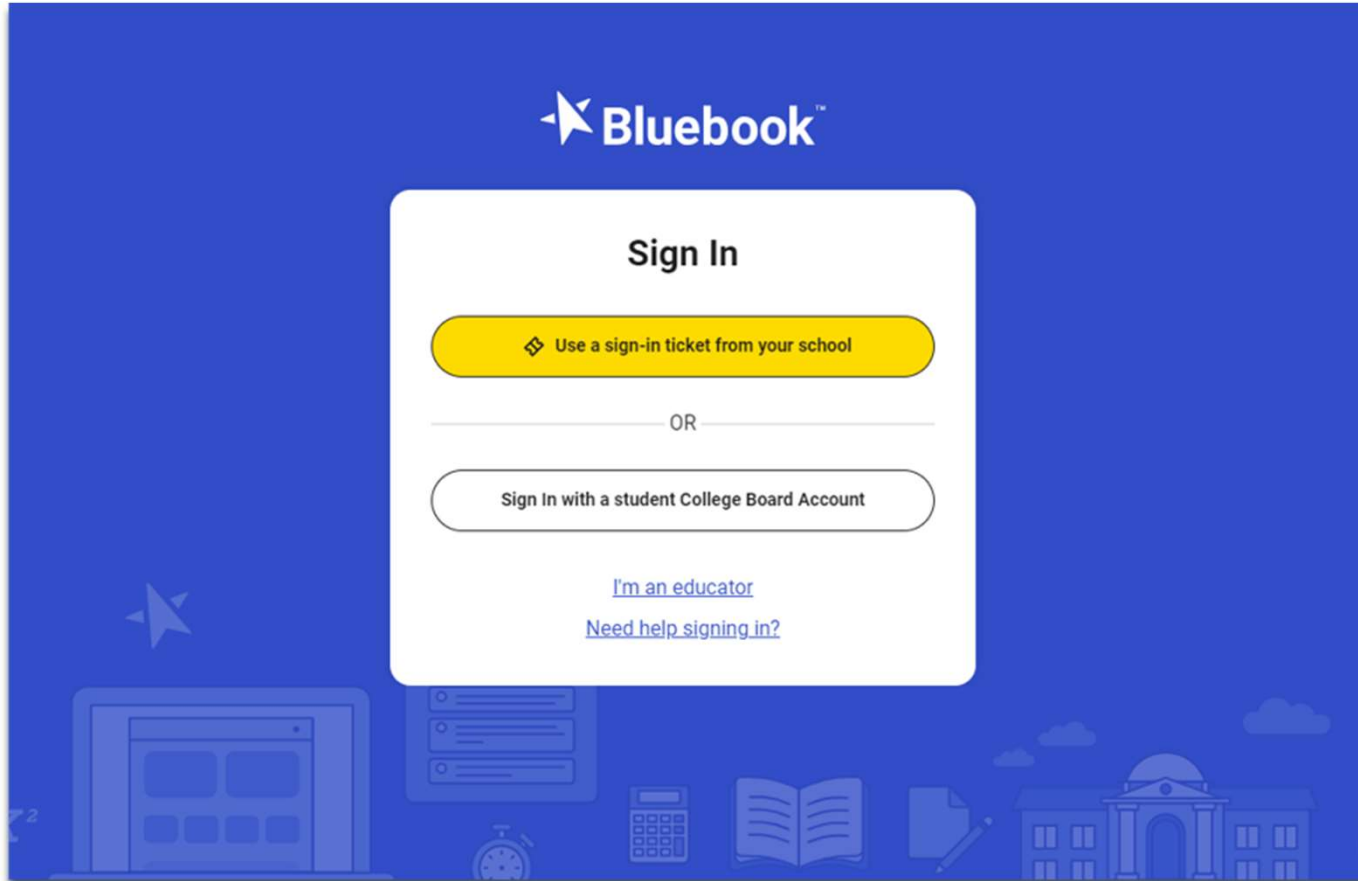 Bluebook™
Sign In
Use a sign-in ticket from your school
OR
Sign In with a student College Board Account
I'm an educator
Need help signing in?